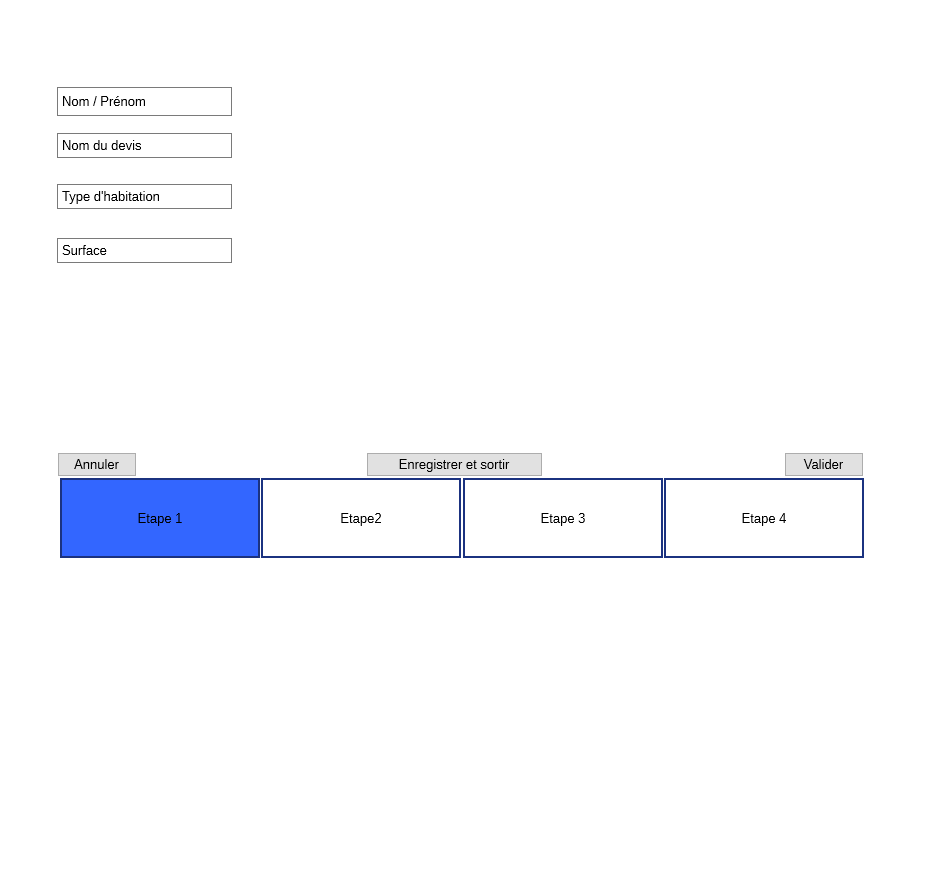 Nom / Prénom
Nom du devis
Type d'habitation
Surface
Annuler
Enregistrer et sortir
Valider
Etape 1
Etape2
Etape 3
Etape 4